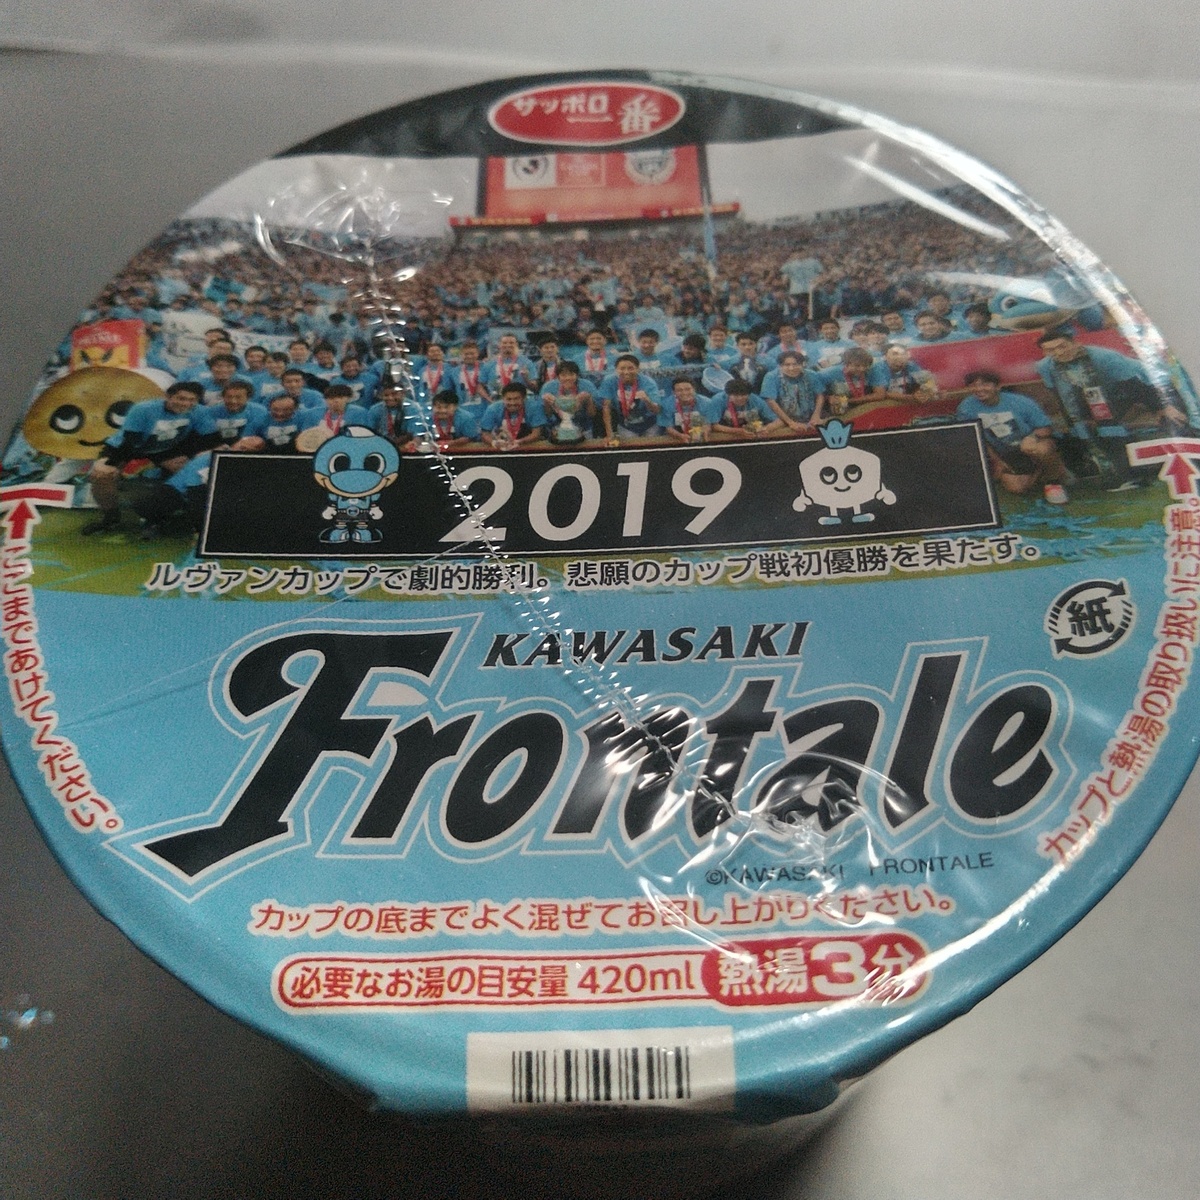 サッポロ一番
2019
ルヴァンカップで劇的勝利。悲願のカップ戦初優勝を果たす。
紙
KAWASAKI
Frontale
©KAWASAKI FRONTALE
ここまであけてください。
カップと熱湯の取り扱いに注意。
カップの底までよく混ぜてお召し上がりください。
必要なお湯の目安量 420ml 熱湯3分